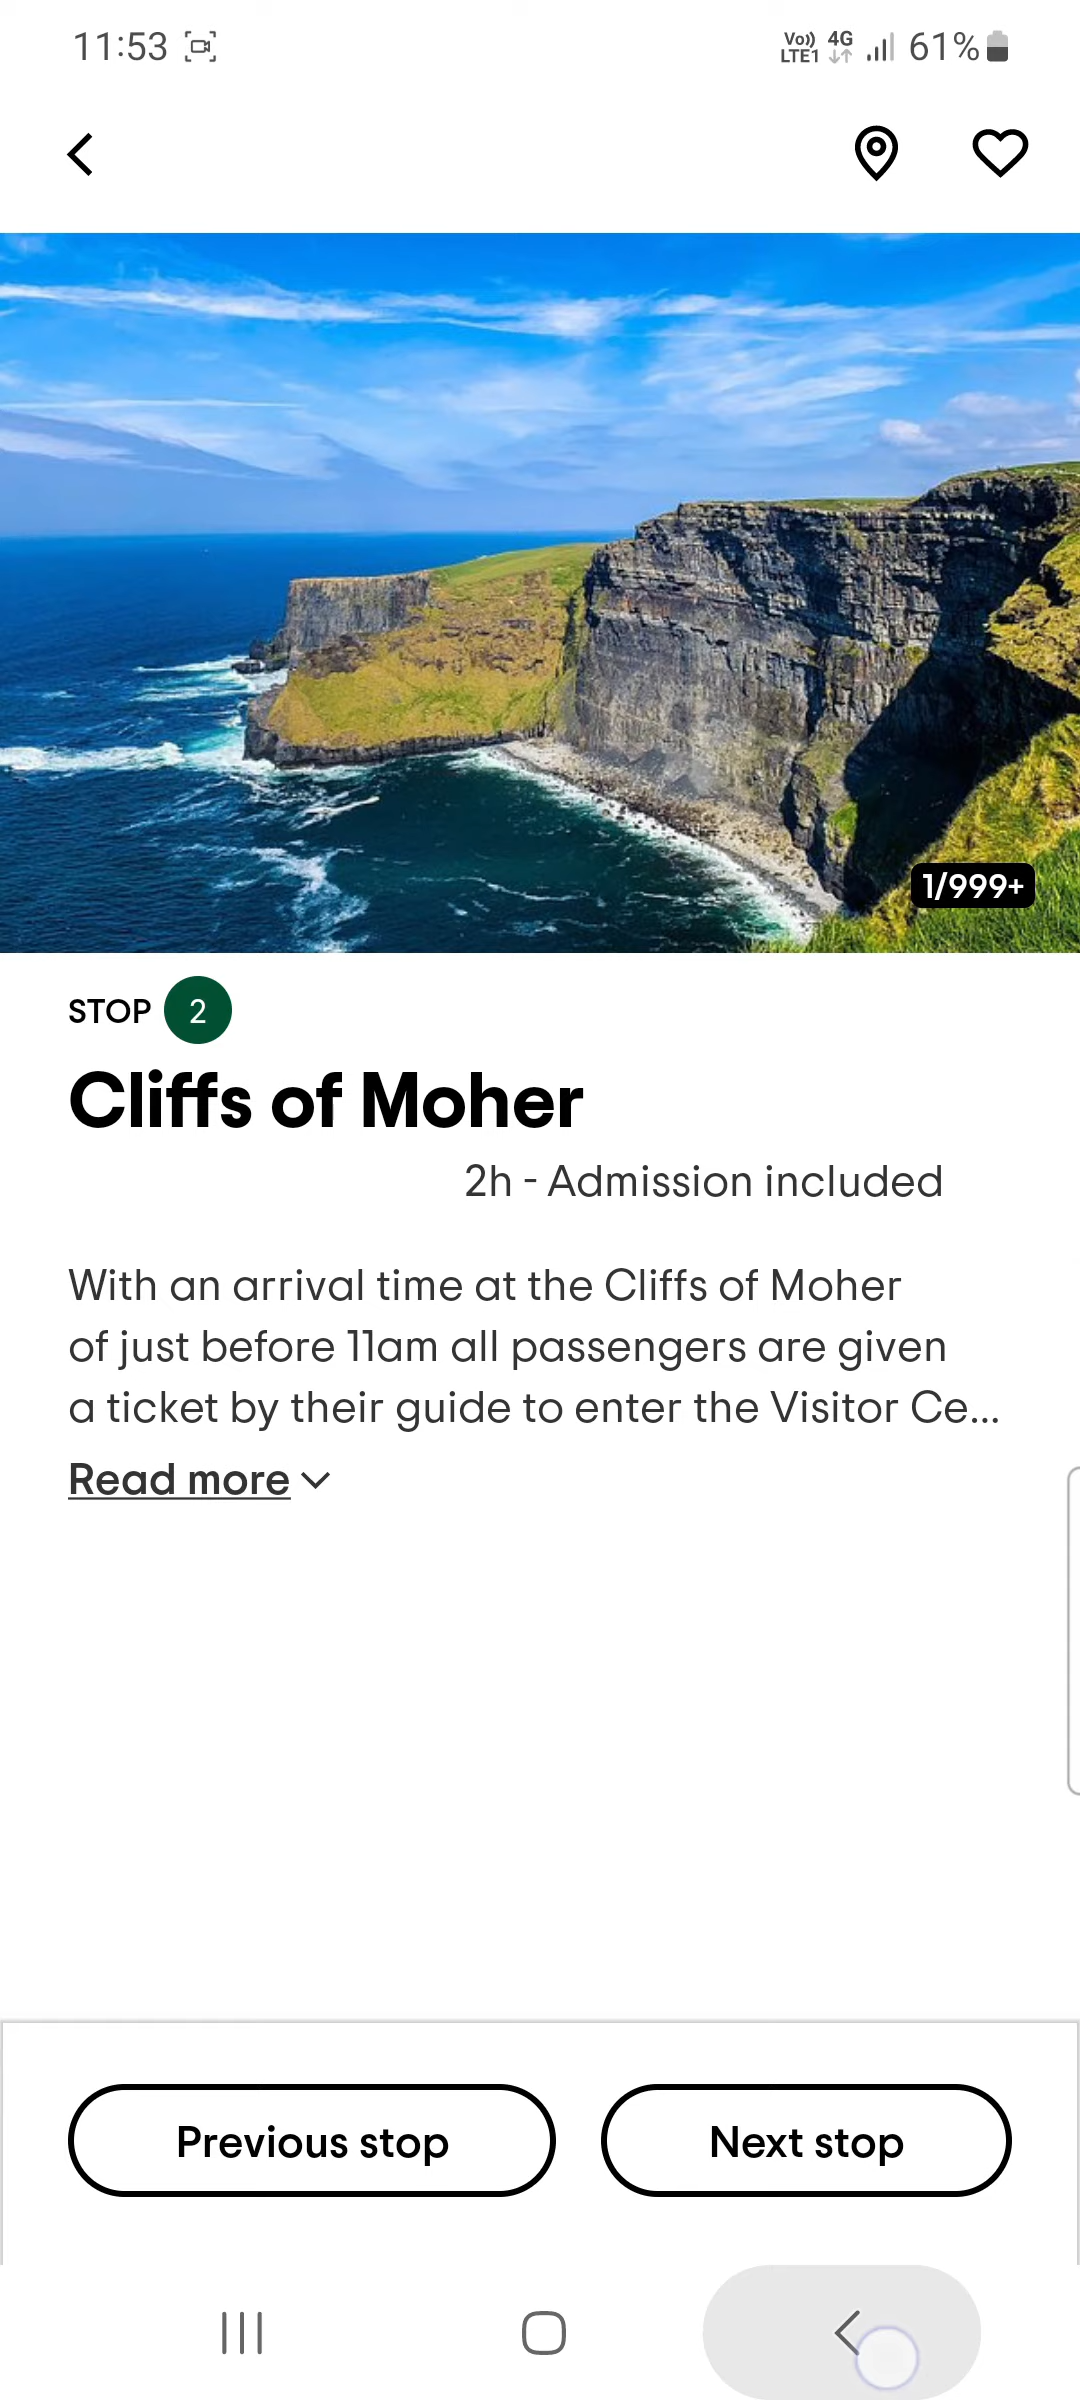 11:53
Vo)) 4G 61%
LTE1
1/999+
STOP 2
Cliffs of Moher
2h - Admission included
With an arrival time at the Cliffs of Moher
of just before 11am all passengers are given
a ticket by their guide to enter the Visitor Ce...
Read more
Previous stop Next stop